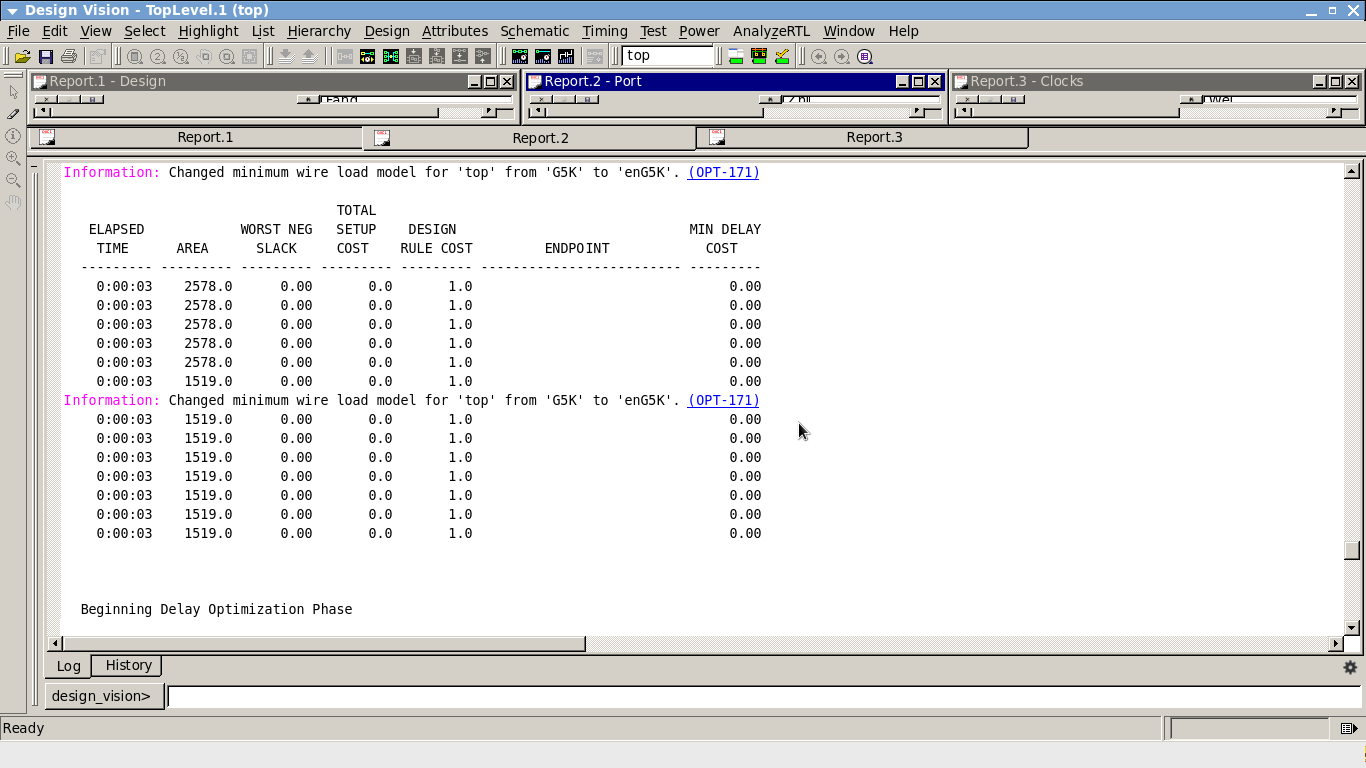 Design Vision - TopLevel.1 (top)
File Edit View Select Highlight List Hierarchy Design Attributes Schematic Timing Test Power AnalyzeRTL Window Help
top
Report.1 - Design Report.2 - Port Report.3 - Clocks
Report.1 Report.2 Report.3
Information: Changed minimum wire load model for 'top' from 'G5K' to 'enG5K'. (OPT-171)
TOTAL
ELAPSED WORST NEG SETUP DESIGN MIN DELAY
TIME AREA SLACK COST RULE COST ENDPOINT COST
--------- --------- --------- --------- --------- ------------------------- ---------
0:00:03 2578.0 0.00 0.0 1.0 0.00
0:00:03 2578.0 0.00 0.0 1.0 0.00
0:00:03 2578.0 0.00 0.0 1.0 0.00
0:00:03 2578.0 0.00 0.0 1.0 0.00
0:00:03 2578.0 0.00 0.0 1.0 0.00
0:00:03 1519.0 0.00 0.0 1.0 0.00
Information: Changed minimum wire load model for 'top' from 'G5K' to 'enG5K'. (OPT-171)
0:00:03 1519.0 0.00 0.0 1.0 0.00
0:00:03 1519.0 0.00 0.0 1.0 0.00
0:00:03 1519.0 0.00 0.0 1.0 0.00
0:00:03 1519.0 0.00 0.0 1.0 0.00
0:00:03 1519.0 0.00 0.0 1.0 0.00
0:00:03 1519.0 0.00 0.0 1.0 0.00
0:00:03 1519.0 0.00 0.0 1.0 0.00
Beginning Delay Optimization Phase
Log History
design_vision>
Ready